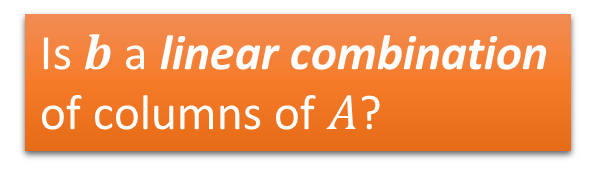 Is b a linear combination
of columns of A?